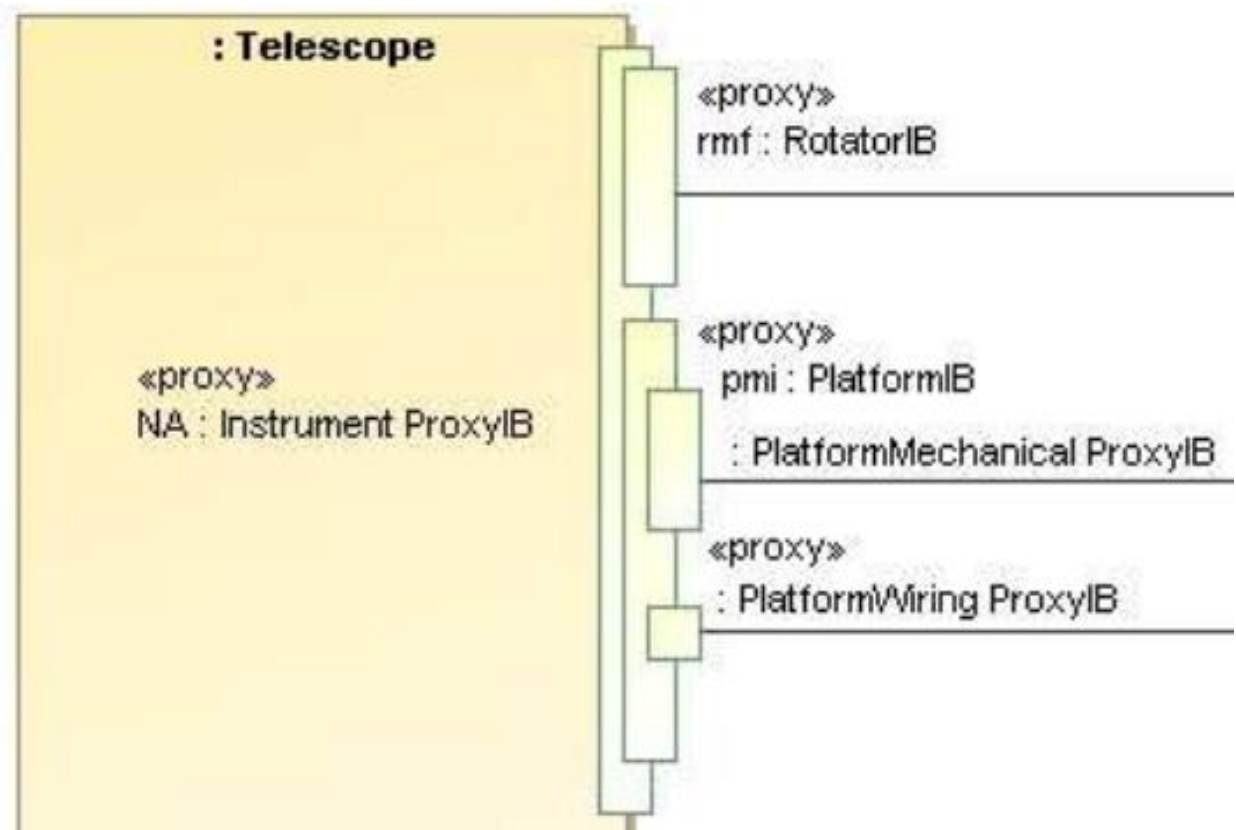 : Telescope
«proxy»
rmf : RotatorIB
«proxy»
pmi : PlatformIB
«proxy»
NA : Instrument ProxyIB
: PlatformMechanical ProxyIB
«proxy»
: PlatformWiring ProxyIB